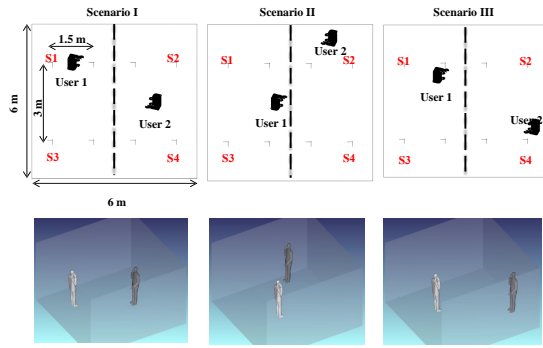 Scenario I
Scenario II
Scenario III
1.5 m
S1
S2
User 1
User 2
3 m
6 m
S3
S4
6 m
User 2
S1
S2
User 1
S3
S4
S1
S2
User 1
User 2
S3
S4